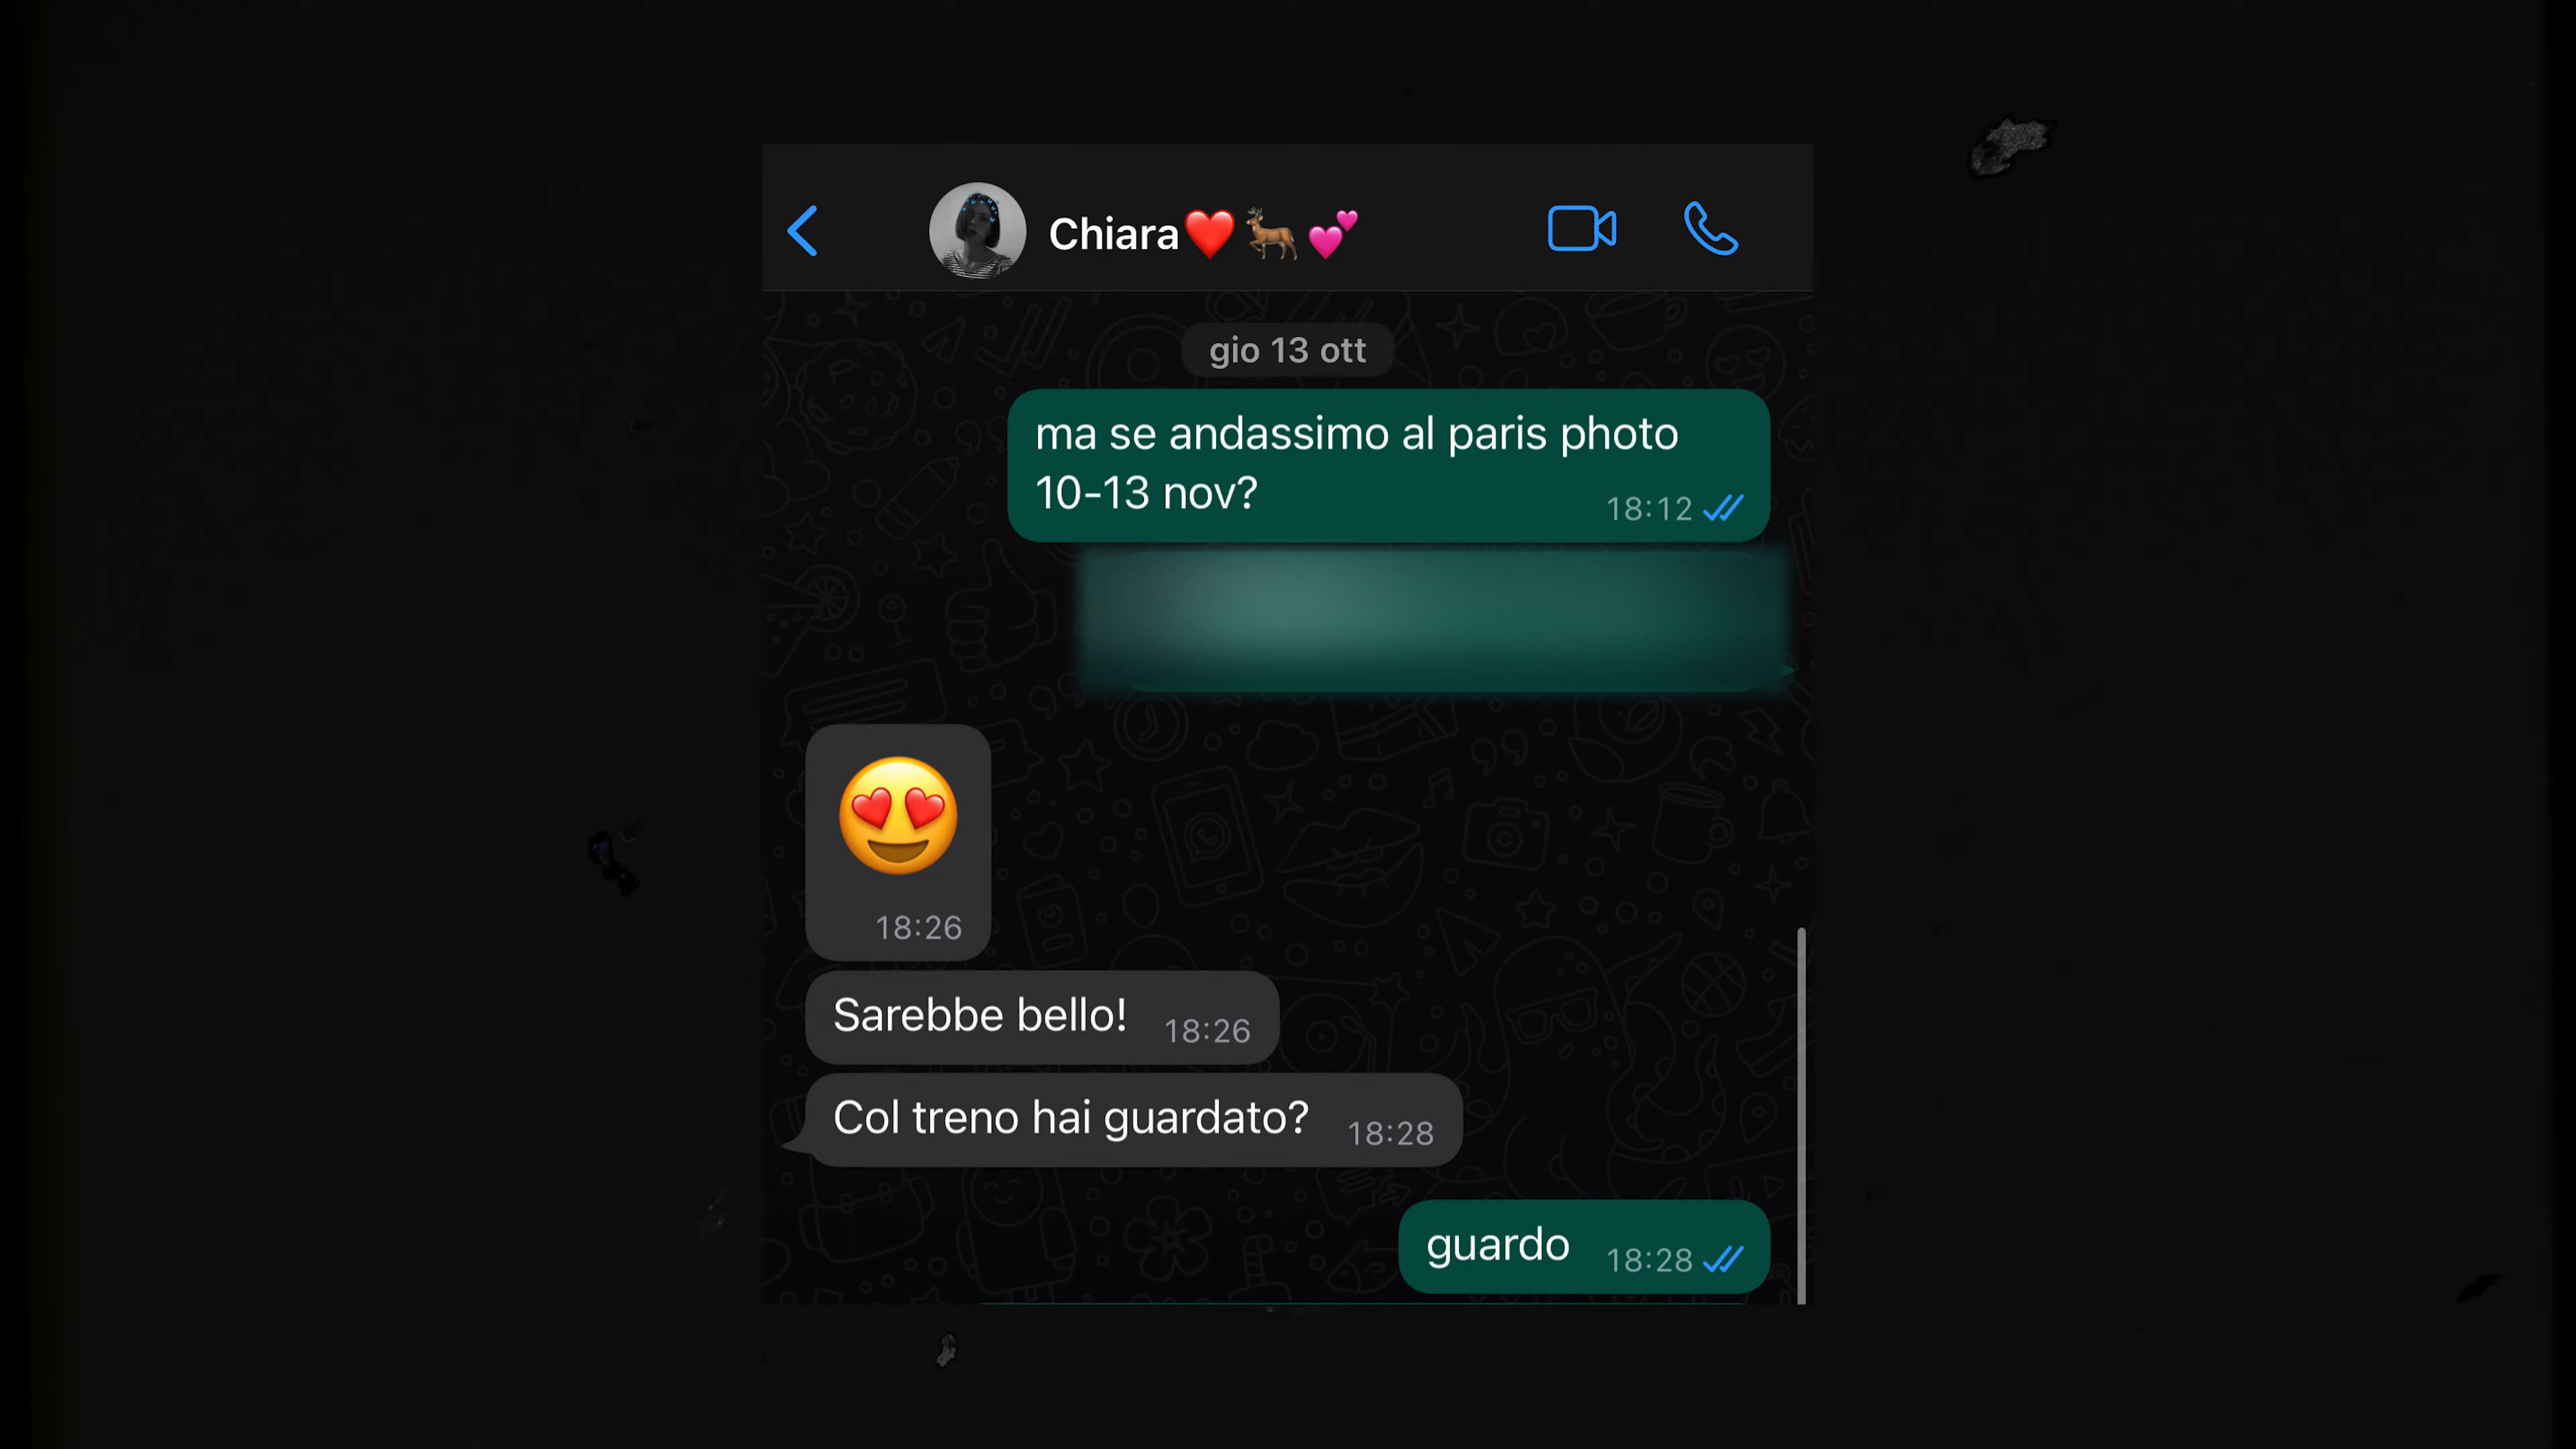 Chiara❤️🦌💕
gio 13 ott
ma se andassimo al paris photo
10-13 nov?
18:12
😍
18:26
Sarebbe bello! 18:26
Col treno hai guardato? 18:28
guardo 18:28